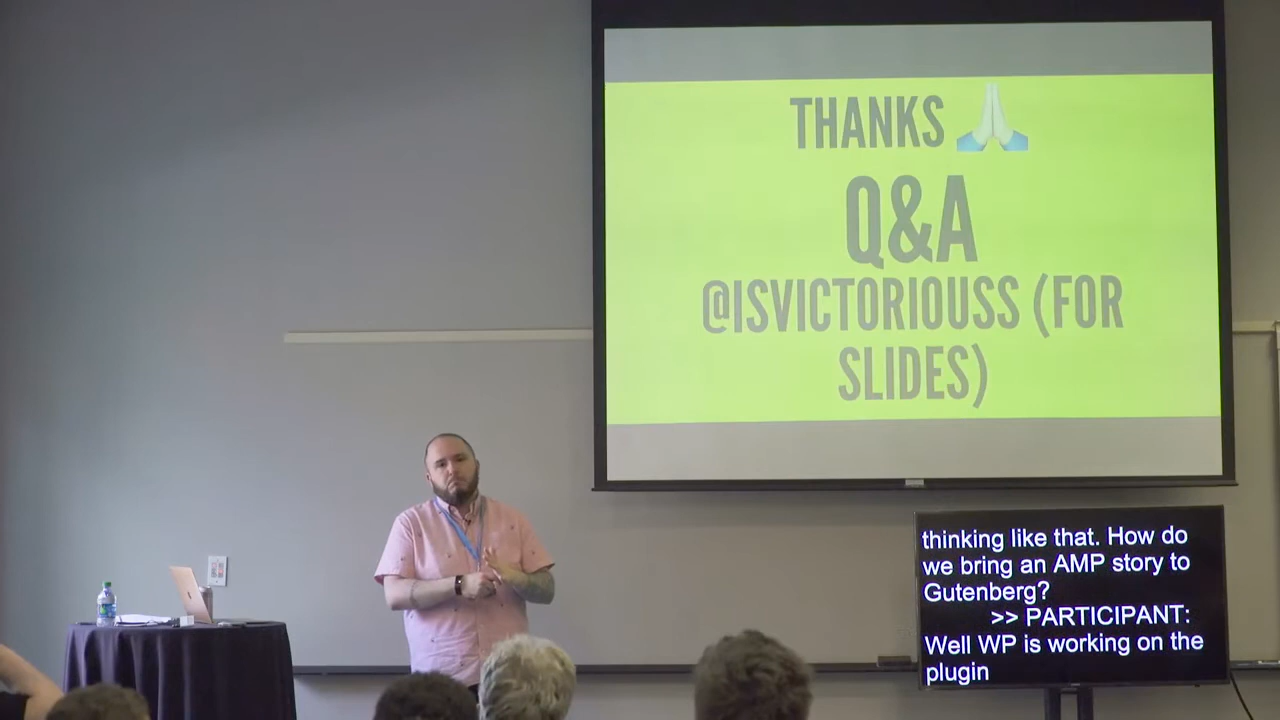 THANKS 🙏
Q&A
@ISVICTORIOUSS (FOR
SLIDES)
thinking like that. How do
we bring an AMP story to
Gutenberg?
>> PARTICIPANT:
Well WP is working on the
plugin